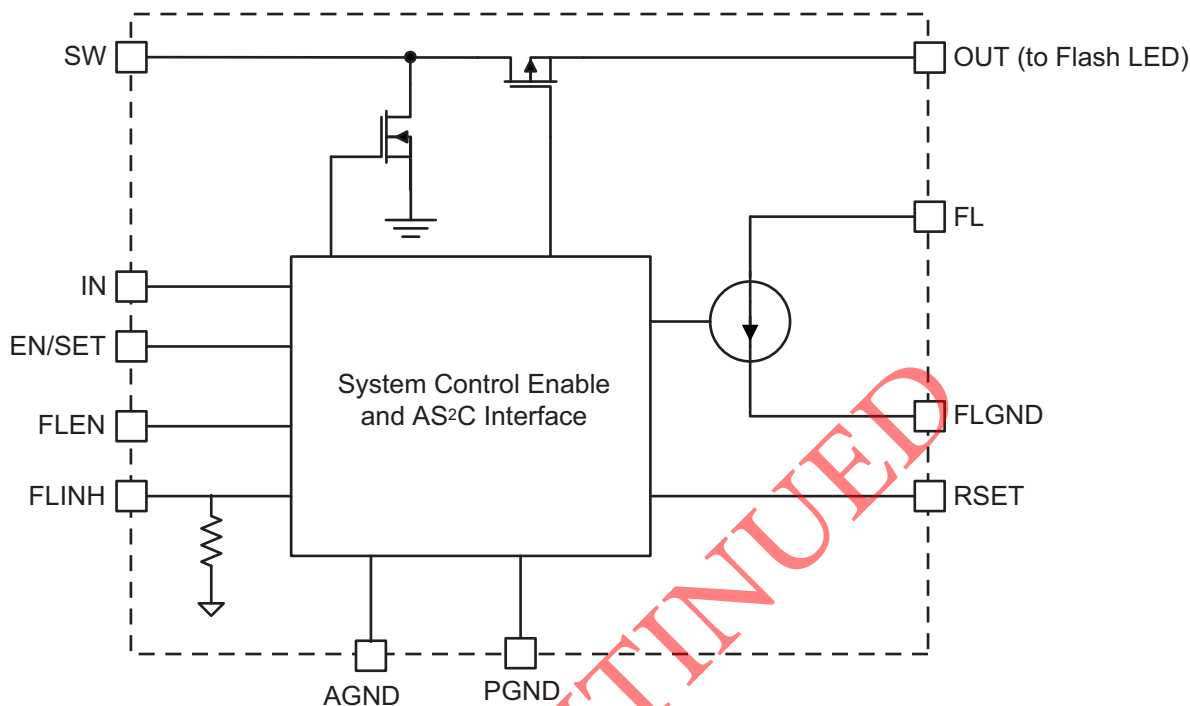 SW
OUT (to Flash LED)
FL
IN
EN/SET
System Control Enable
and AS²C Interface
FLEN
FLGND
FLINH
RSET
AGND
PGND
TINUED